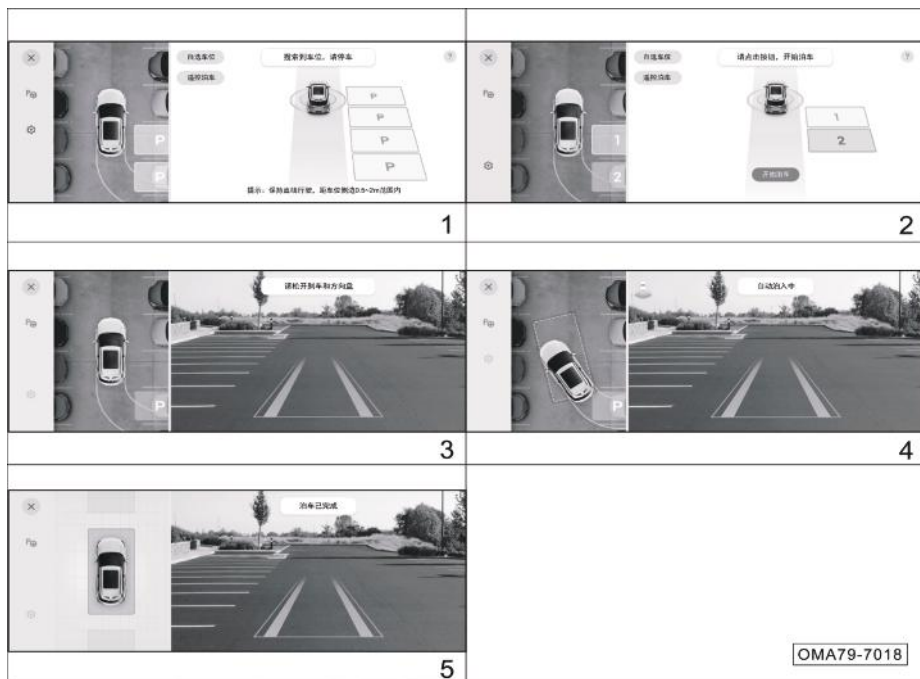 自选车位
搜索到车位，请停车
?
遥控泊车
P
P
P
P
P
P
提示：保持直线行驶，距车位侧边0.5~2m范围内
1
自选车位
请点击按钮，开始泊车
?
遥控泊车
1
1
2
2
开始泊车
2
请松开刹车和方向盘
P
3
自动泊入中
P
4
泊车已完成
5
OMA79-7018